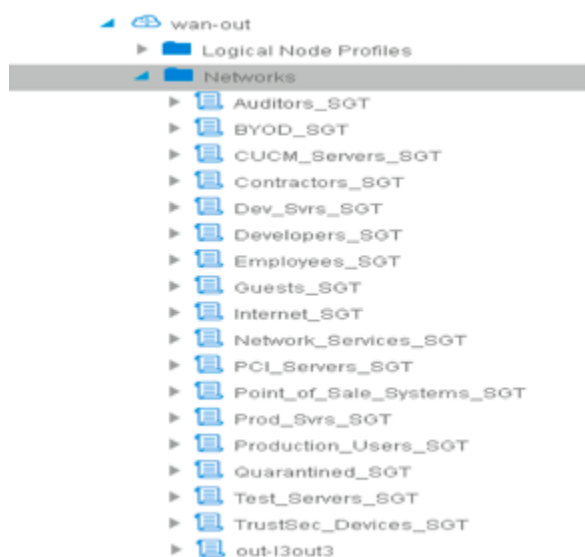 wan-out
Logical Node Profiles
Networks
Auditors_SGT
BYOD_SGT
CUCM_Servers_SGT
Contractors_SGT
Dev_Svrs_SGT
Developers_SGT
Employees_SGT
Guests_SGT
Internet_SGT
Network_Services_SGT
PCI_Servers_SGT
Point_of_Sale_Systems_SGT
Prod_Svrs_SGT
Production_Users_SGT
Quarantined_SGT
Test_Servers_SGT
TrustSec_Devices_SGT
out-l3out3